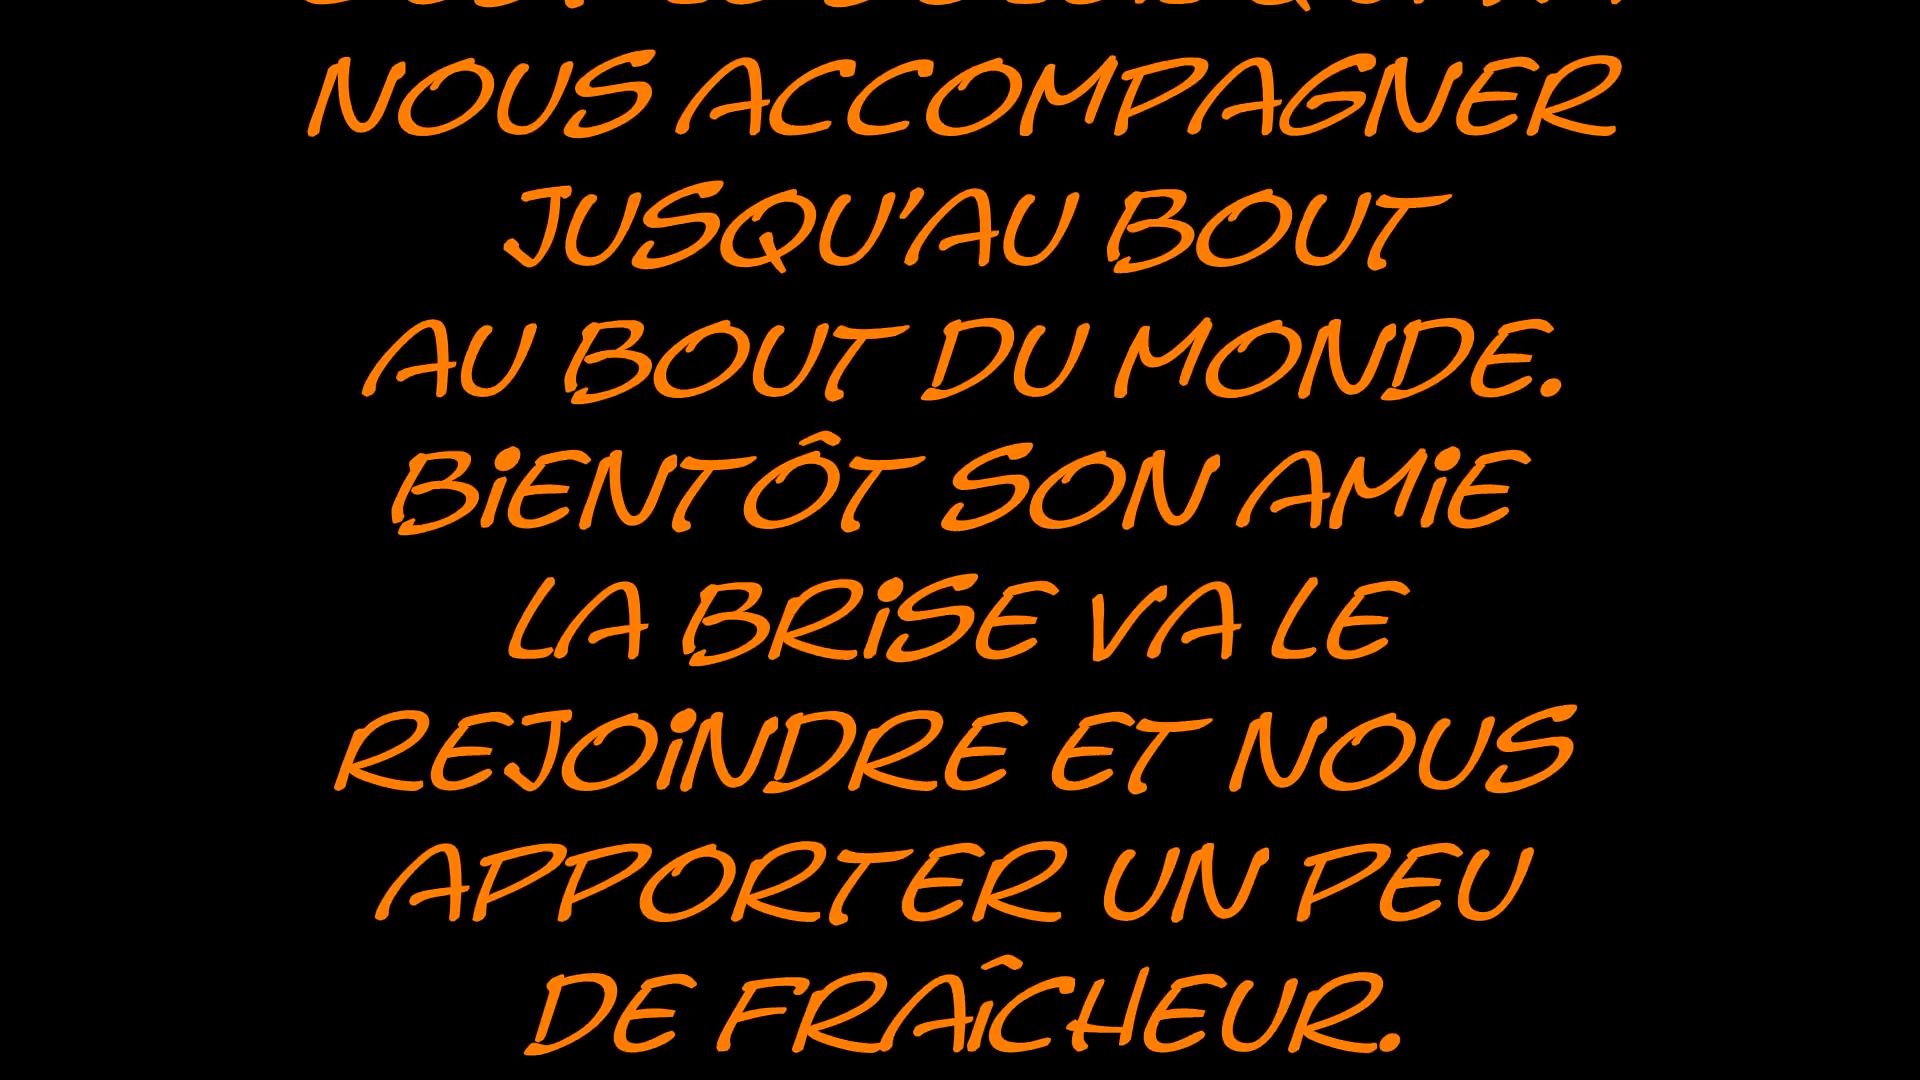 NOUS ACCOMPAGNER
JUSQU'AU BOUT
AU BOUT DU MONDE.
BiENTÔT SON AMiE
LA BRiSE VA LE
REJOiNDRE ET NOUS
APPORTER UN PEU
DE FRAÎCHEUR.